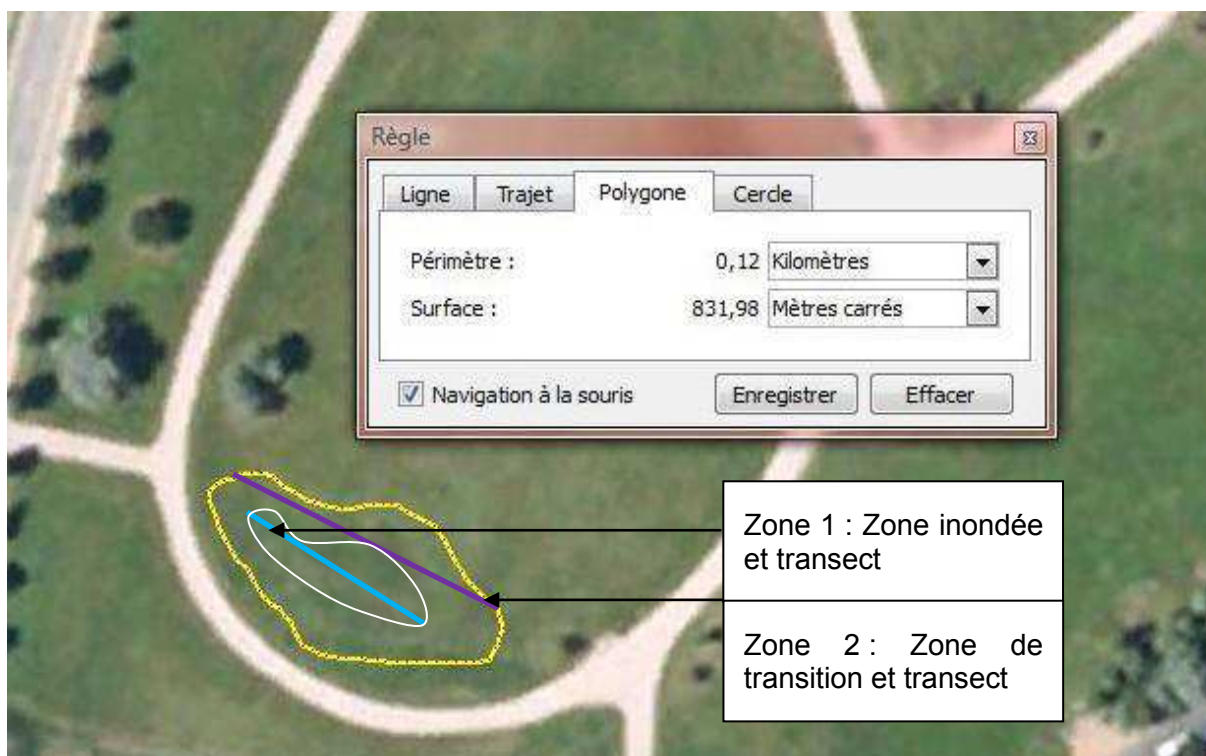 Règle
Ligne Trajet Polygone Cercle
Périmètre : 0,12 Kilomètres
Surface : 831,98 Mètres carrés
Navigation à la souris Enregistrer Effacer
Zone 1 : Zone inondée
et transect
Zone 2 : Zone de
transition et transect